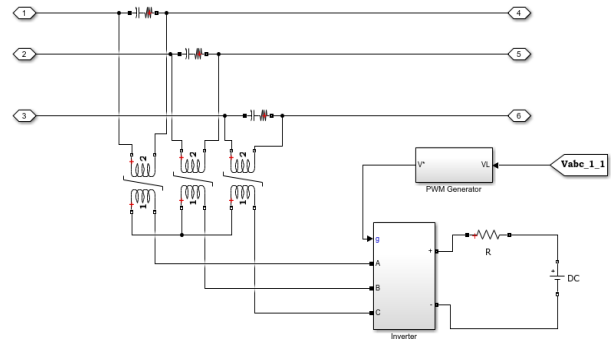 1
4
2
5
3
6
2
2
2
1
1
1
V*
VL
Vabc_1_1
PWM Generator
g
A
B
C
+
-
Inverter
+
R
+
DC